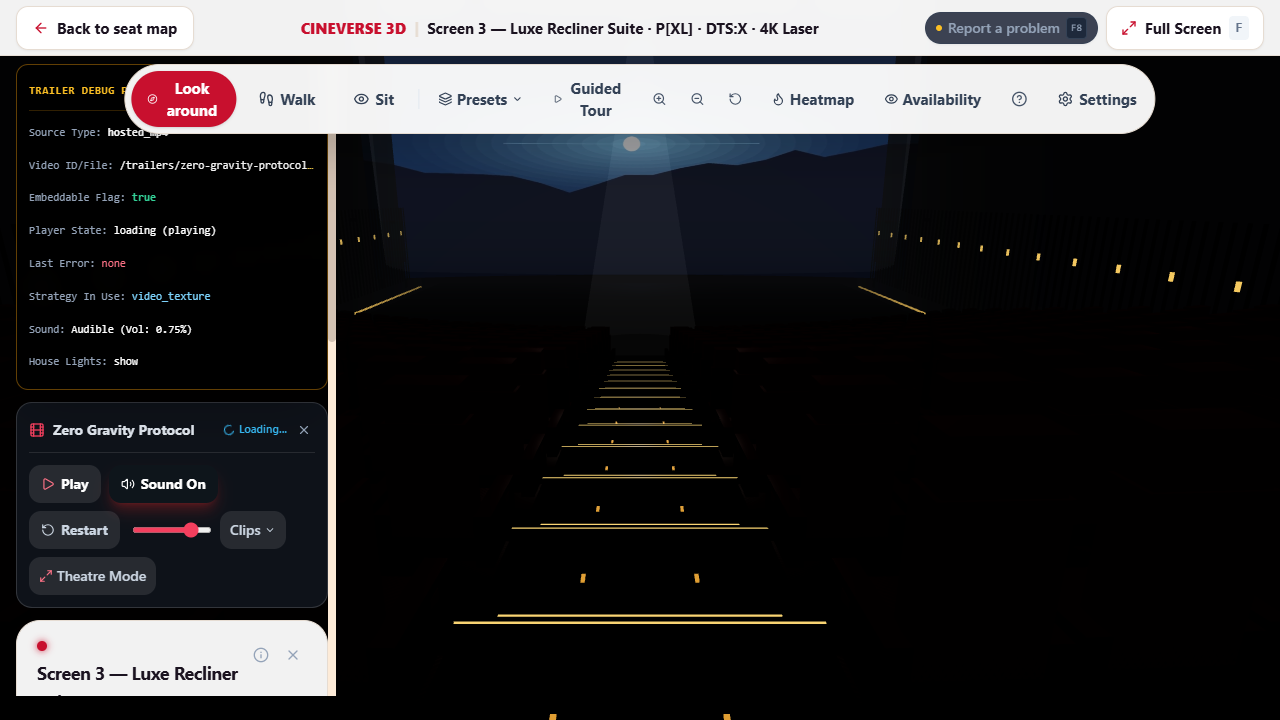 Back to seat map
CINEVERSE 3D | Screen 3 — Luxe Recliner Suite · P[XL] · DTS:X · 4K Laser
Report a problem F8
Full Screen F
TRAILER DEBUG
Look around
Walk
Sit
Presets
Guided Tour
Heatmap
Availability
Settings
Source Type: hosted_mp4
Video ID/File: /trailers/zero-gravity-protocol…
Embeddable Flag: true
Player State: loading (playing)
Last Error: none
Strategy In Use: video_texture
Sound: Audible (Vol: 0.75%)
House Lights: show
Zero Gravity Protocol
Loading...
Play
Sound On
Restart
Clips
Theatre Mode
Screen 3 — Luxe Recliner